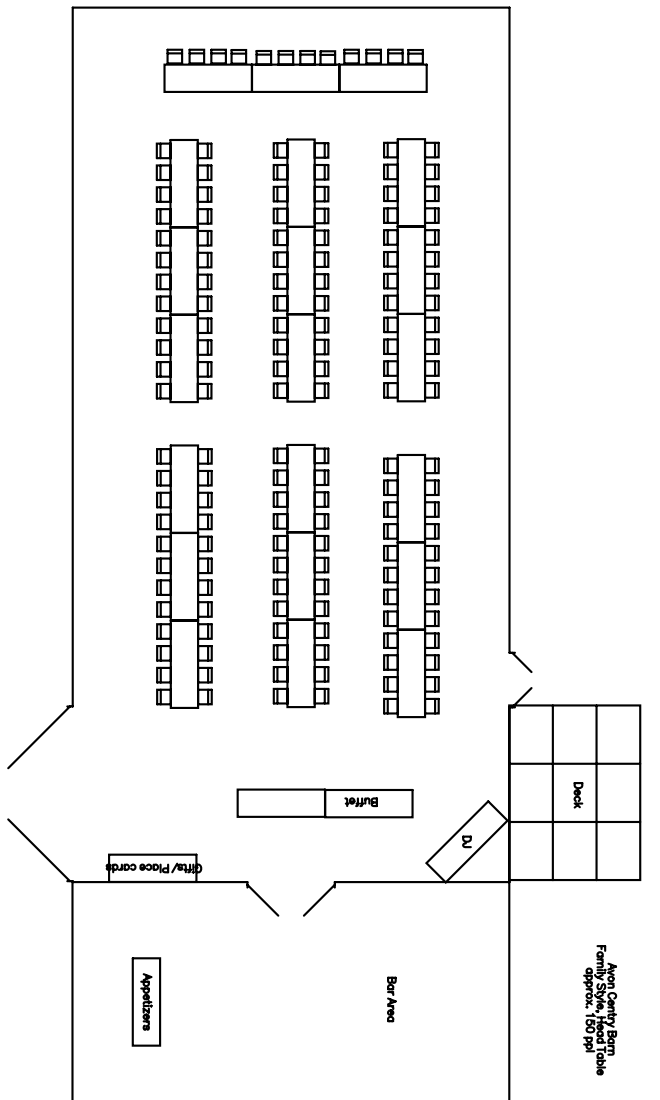 Buffet
Deck
DJ
Gifts/Place cards
Appetizers
Bar Area
Avon Centry Barn
Family Style, Head Table
approx. 150 ppl